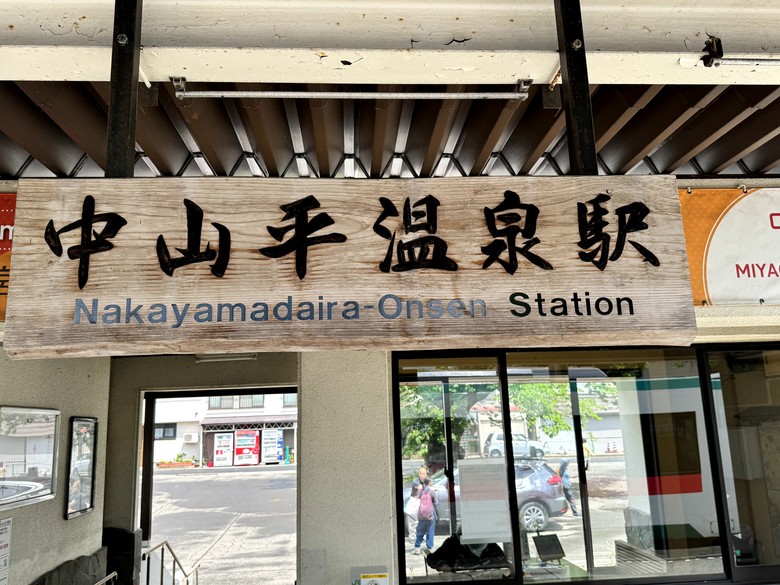 中山平温泉駅
Nakayamadaira-Onsen Station
MIYA